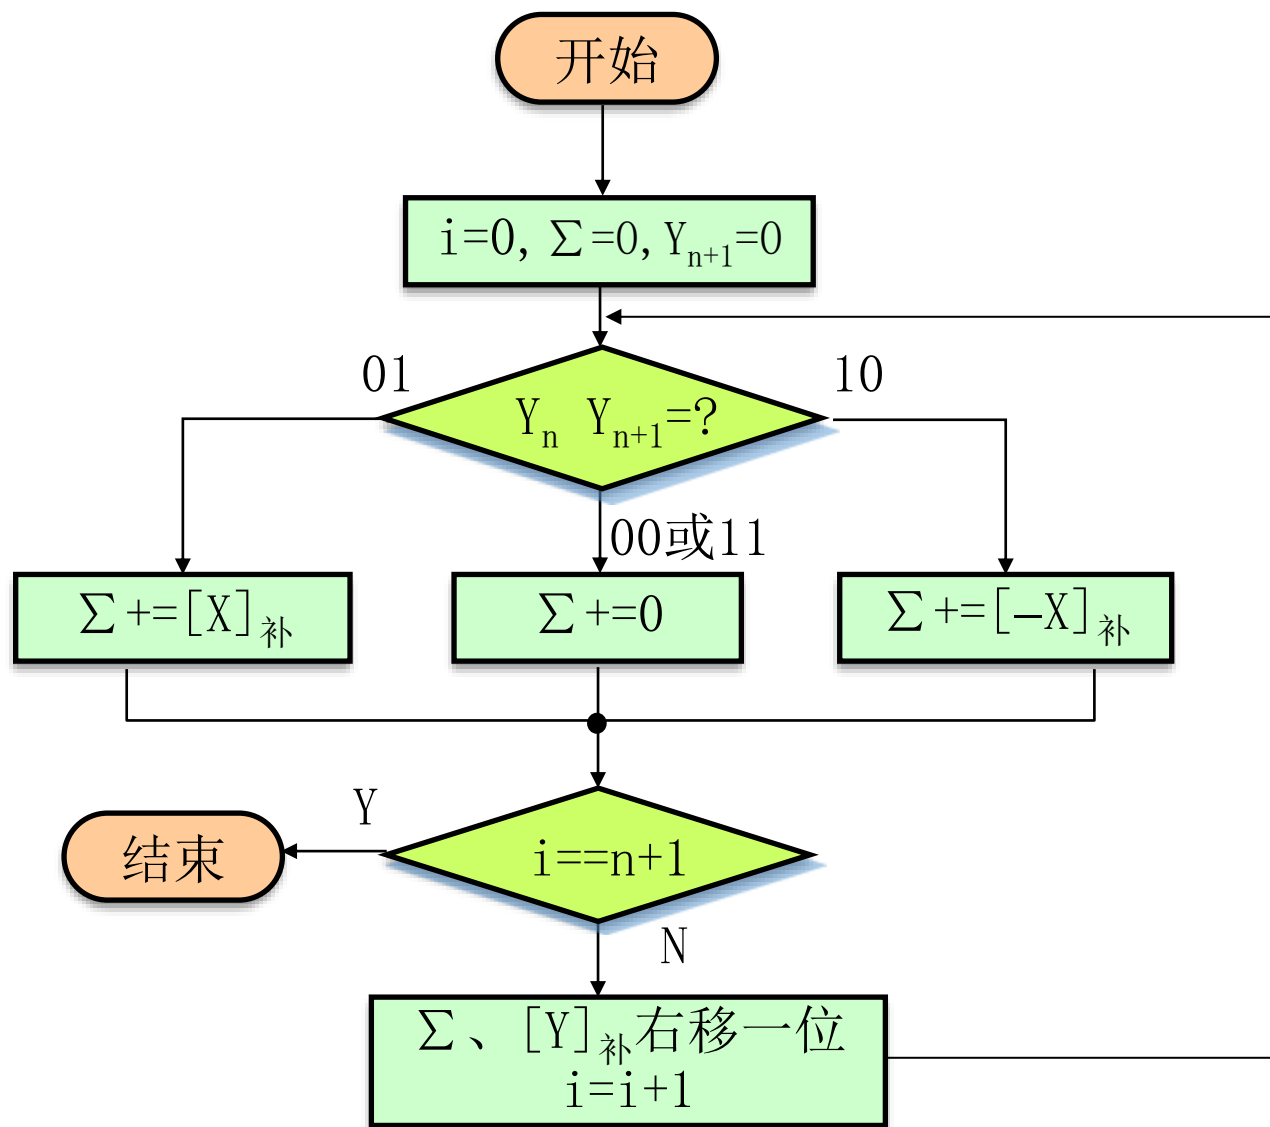 开始
i=0, ∑=0, Yn+1=0
01
10
Yn Yn+1=?
00或11
∑+=[X]补
∑+=0
∑+=[-X]补
Y
结束
i==n+1
N
∑、[Y]补右移一位
i=i+1